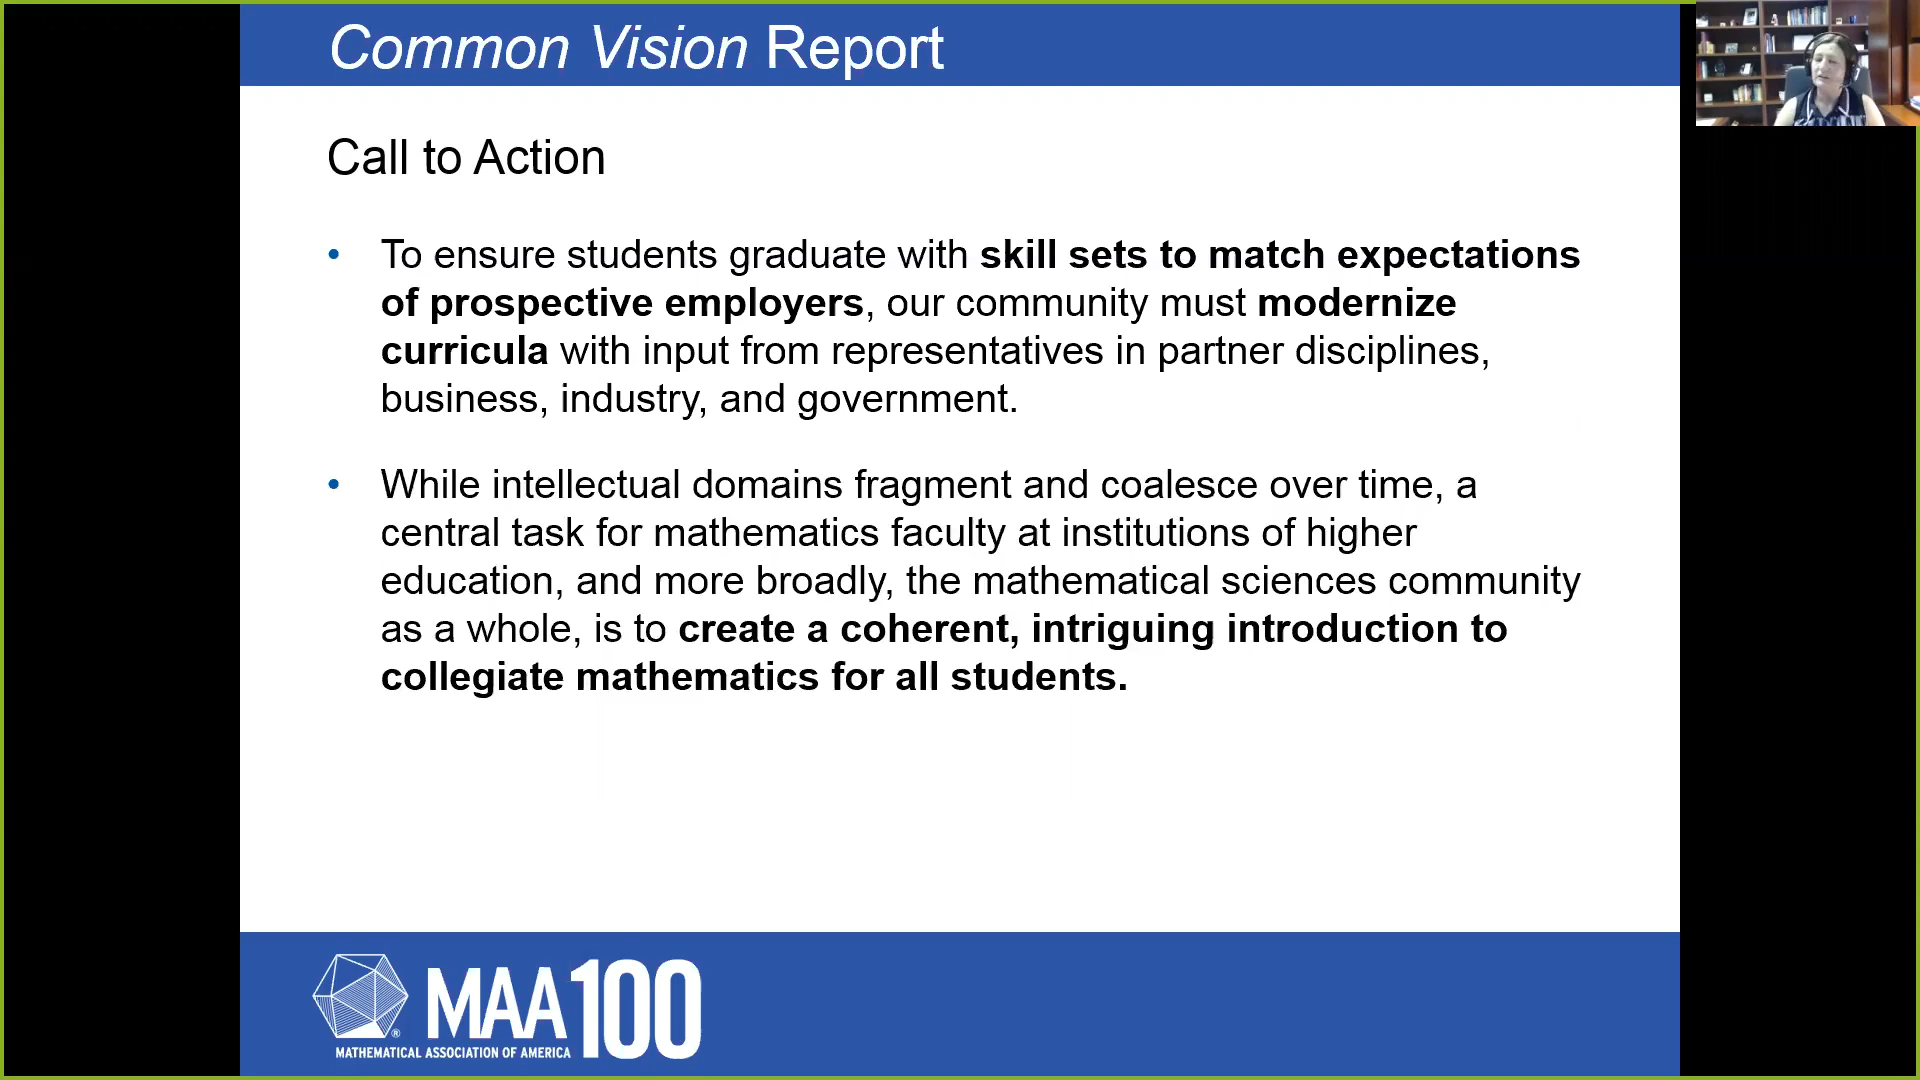 Common Vision Report
Call to Action
• To ensure students graduate with skill sets to match expectations
of prospective employers, our community must modernize
curricula with input from representatives in partner disciplines,
business, industry, and government.
• While intellectual domains fragment and coalesce over time, a
central task for mathematics faculty at institutions of higher
education, and more broadly, the mathematical sciences community
as a whole, is to create a coherent, intriguing introduction to
collegiate mathematics for all students.
® MAA100
MATHEMATICAL ASSOCIATION OF AMERICA